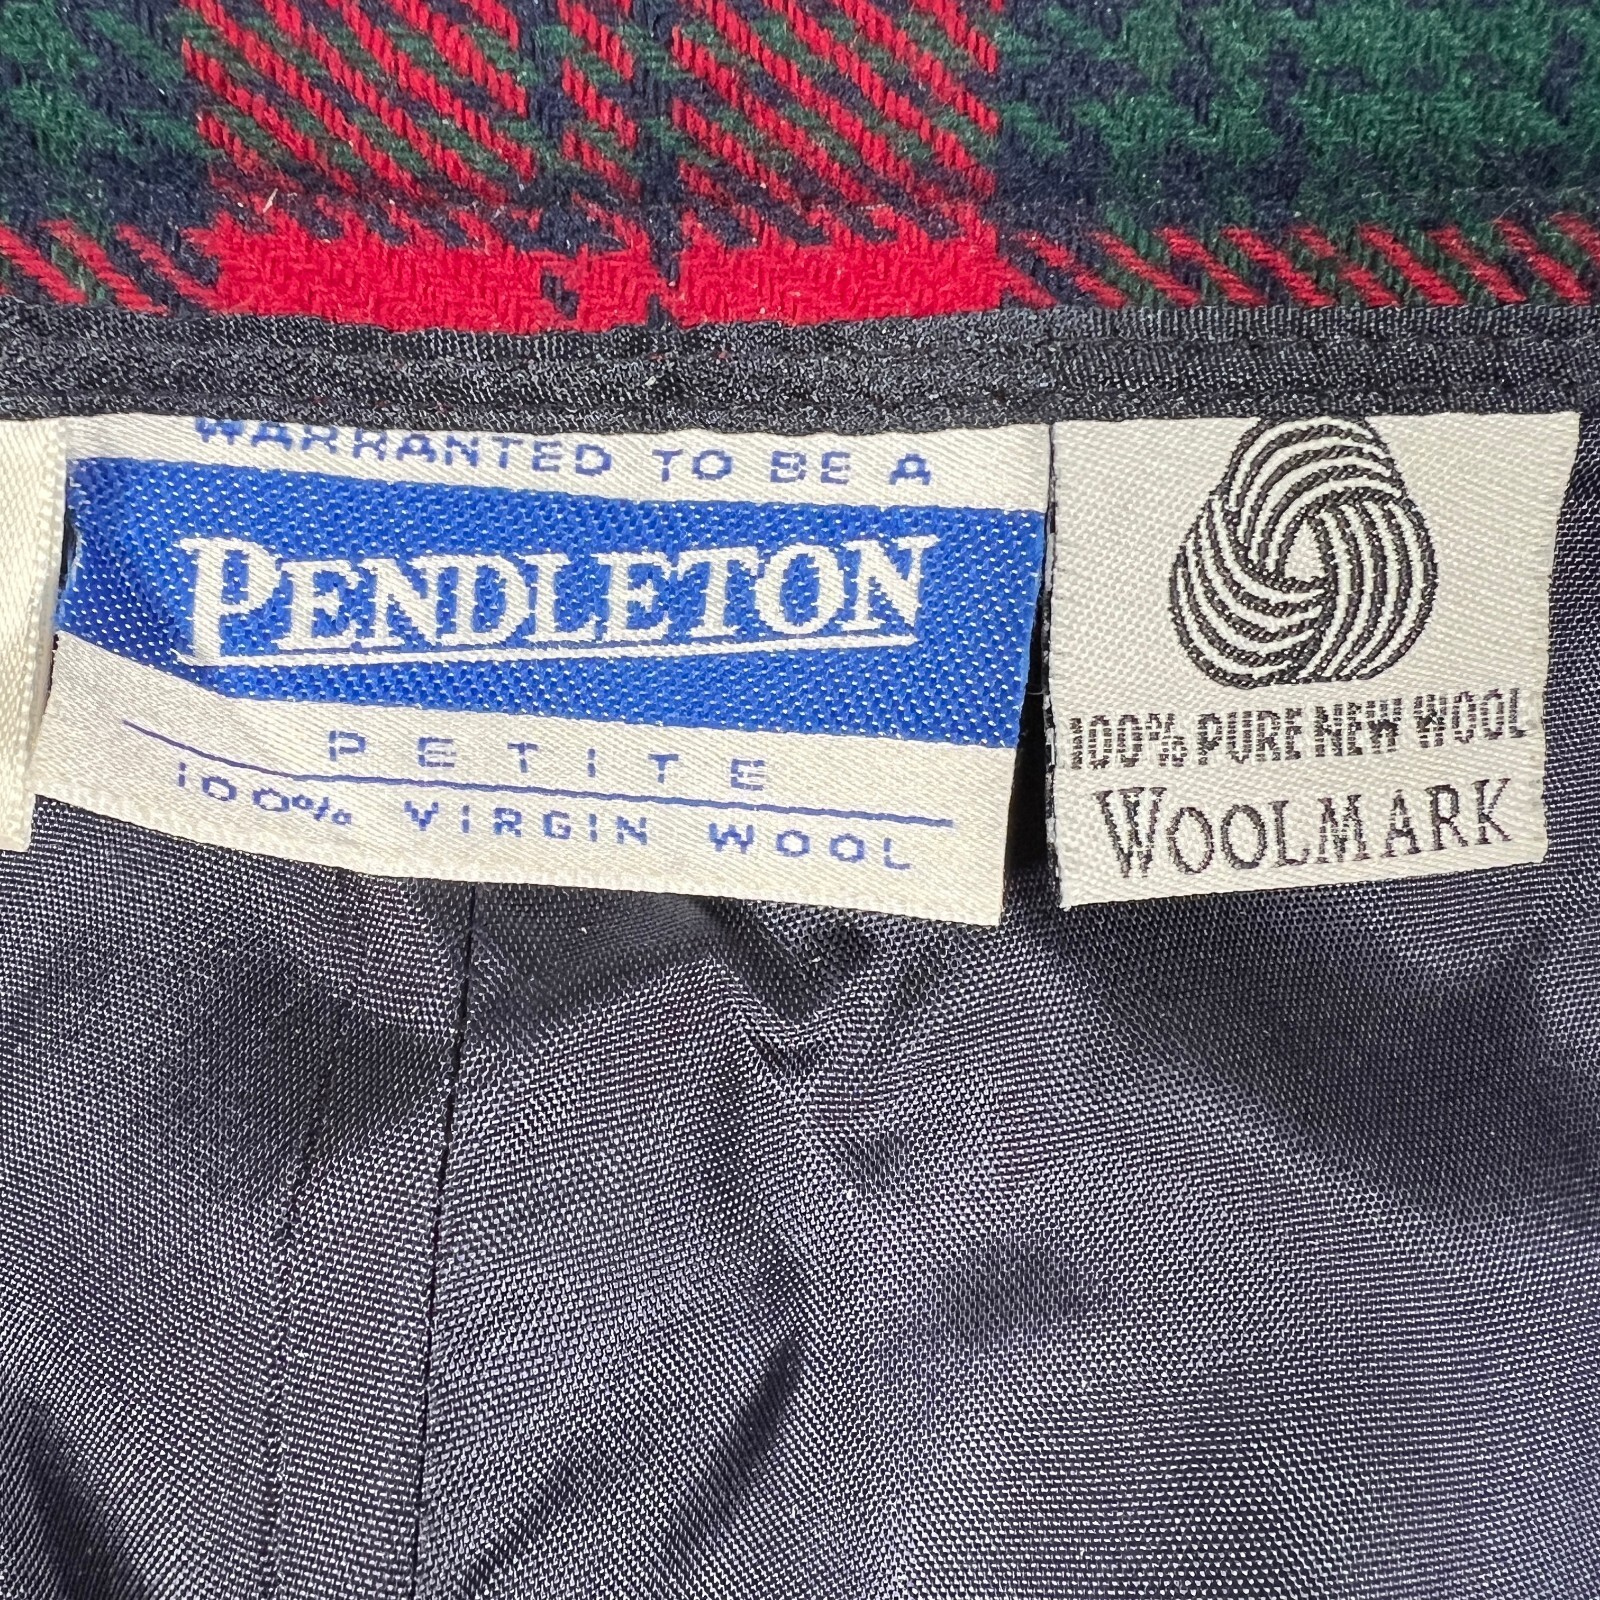 WARRANTED TO BE A
PENDLETON
PETITE
100% VIRGIN WOOL
100% PURE NEW WOOL
WOOLMARK